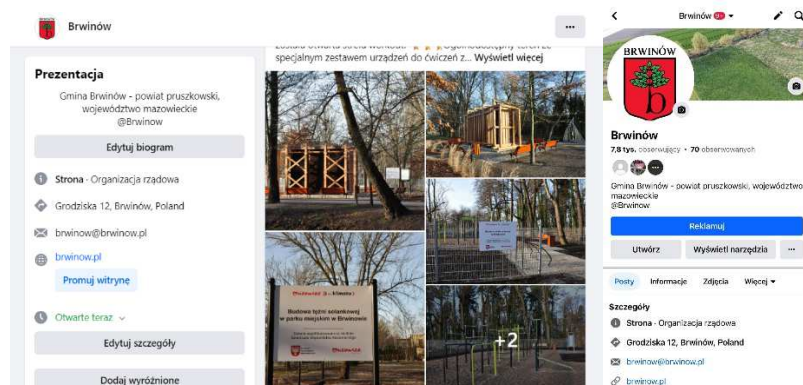 Brwinów
Prezentacja
Gmina Brwinów - powiat pruszkowski,
województwo mazowieckie
@Brwinow
Edytuj biogram
Strona · Organizacja rządowa
Grodziska 12, Brwinów, Poland
brwinow@brwinow.pl
brwinow.pl
Promuj witrynę
Otwarte teraz
Edytuj szczegóły
Dodaj wyróżnione
specjalnym zestawem urządzeń do ćwiczeń z... Wyświetl więcej
Budowa tężni solankowej
w parku miejskim w Brwinowie
+2
Brwinów 9+
BRWINÓW
b
Brwinów
7,8 tys. obserwujący • 70 obserwowanych
Gmina Brwinów - powiat pruszkowski, województwo
mazowieckie
@Brwinow
Reklamuj
Utwórz
Wyświetl narzędzia
Posty Informacje Zdjęcia Więcej
Szczegóły
Strona · Organizacja rządowa
Grodziska 12, Brwinów, Poland
brwinow@brwinow.pl
brwinow.pl